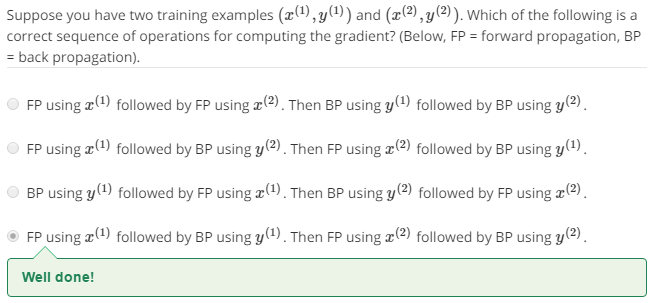 Suppose you have two training examples (x⁽¹⁾, y⁽¹⁾) and (x⁽²⁾, y⁽²⁾). Which of the following is a
correct sequence of operations for computing the gradient? (Below, FP = forward propagation, BP
= back propagation).
FP using x⁽¹⁾ followed by FP using x⁽²⁾. Then BP using y⁽¹⁾ followed by BP using y⁽²⁾.
FP using x⁽¹⁾ followed by BP using y⁽²⁾. Then FP using x⁽²⁾ followed by BP using y⁽¹⁾.
BP using y⁽¹⁾ followed by FP using x⁽¹⁾. Then BP using y⁽²⁾ followed by FP using x⁽²⁾.
FP using x⁽¹⁾ followed by BP using y⁽¹⁾. Then FP using x⁽²⁾ followed by BP using y⁽²⁾.
Well done!